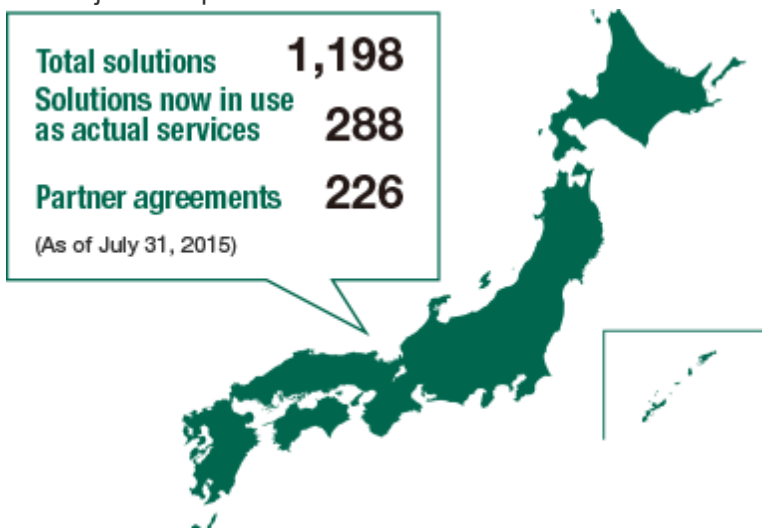 Total solutions 1,198
Solutions now in use
as actual services 288
Partner agreements 226
(As of July 31, 2015)